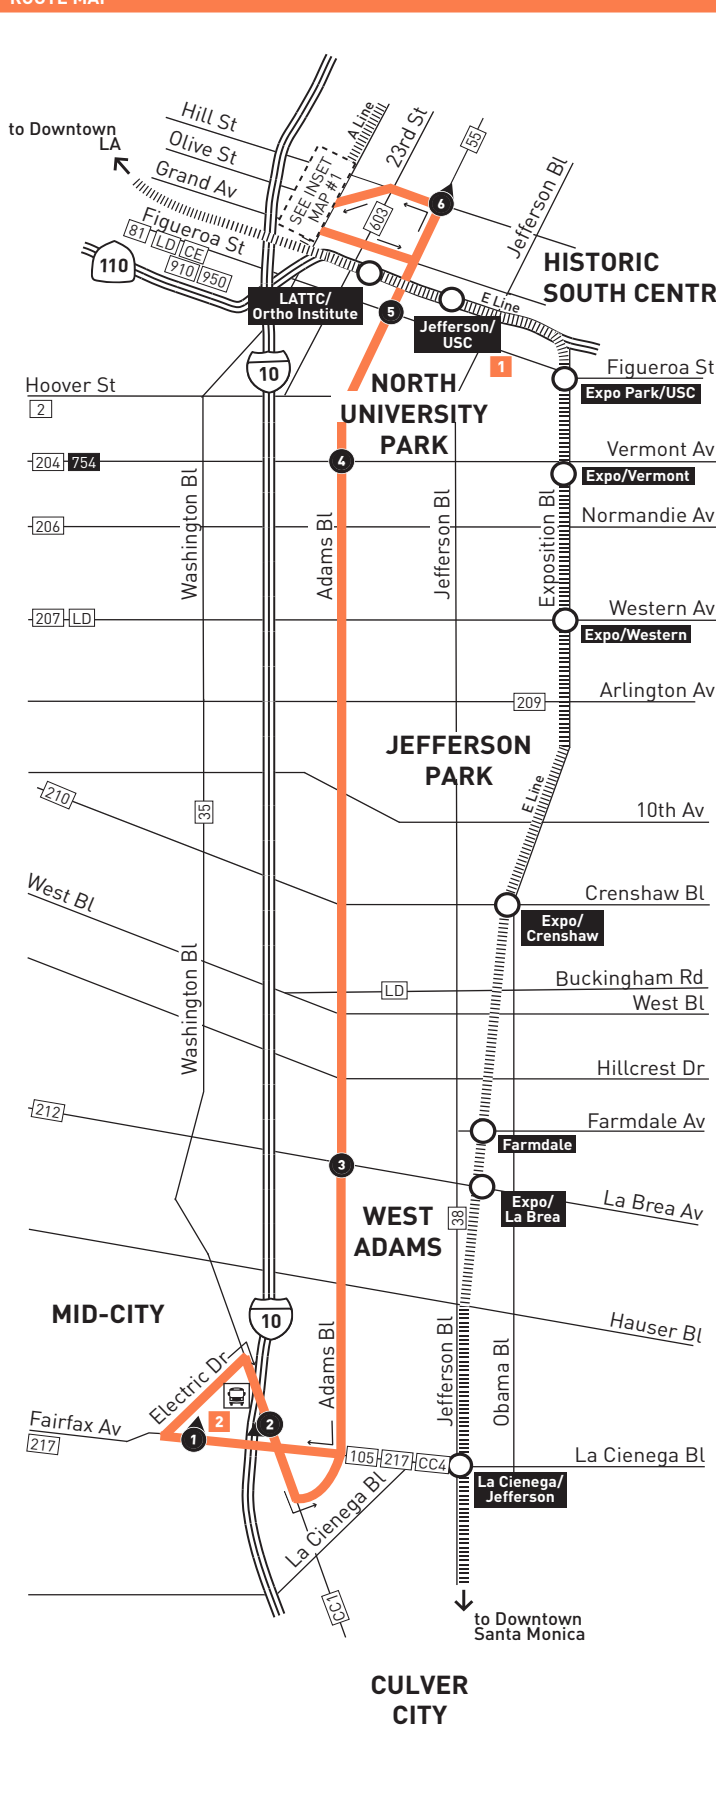 ROUTE MAP
Hill St
A Line
23rd St
55
to Downtown
LA
Olive St
Grand Av
SEE INSET
MAP #1
6
Jefferson Bl
Figueroa St
603
81
LD
CE
910
950
110
HISTORIC
SOUTH CENTR
LATTC/
Ortho Institute
5
E Line
Jefferson/
USC
1
10
Figueroa St
Hoover St
2
NORTH
UNIVERSITY
PARK
Expo Park/USC
204
754
4
Vermont Av
Expo/Vermont
Washington Bl
Adams Bl
Jefferson Bl
Exposition Bl
206
Normandie Av
207
LD
Western Av
Expo/Western
209
Arlington Av
JEFFERSON
PARK
210
35
E Line
10th Av
West Bl
Crenshaw Bl
Expo/
Crenshaw
Washington Bl
LD
Buckingham Rd
West Bl
Hillcrest Dr
212
Farmdale Av
Farmdale
3
Expo/
La Brea
La Brea Av
WEST
ADAMS
38
MID-CITY
10
Hauser Bl
Adams Bl
Jefferson Bl
Obama Bl
Electric Dr
Fairfax Av
217
2
1
2
105
217
CC4
La Cienega Bl
La Cienega/
Jefferson
La Cienega Bl
CC1
to Downtown
Santa Monica
CULVER
CITY